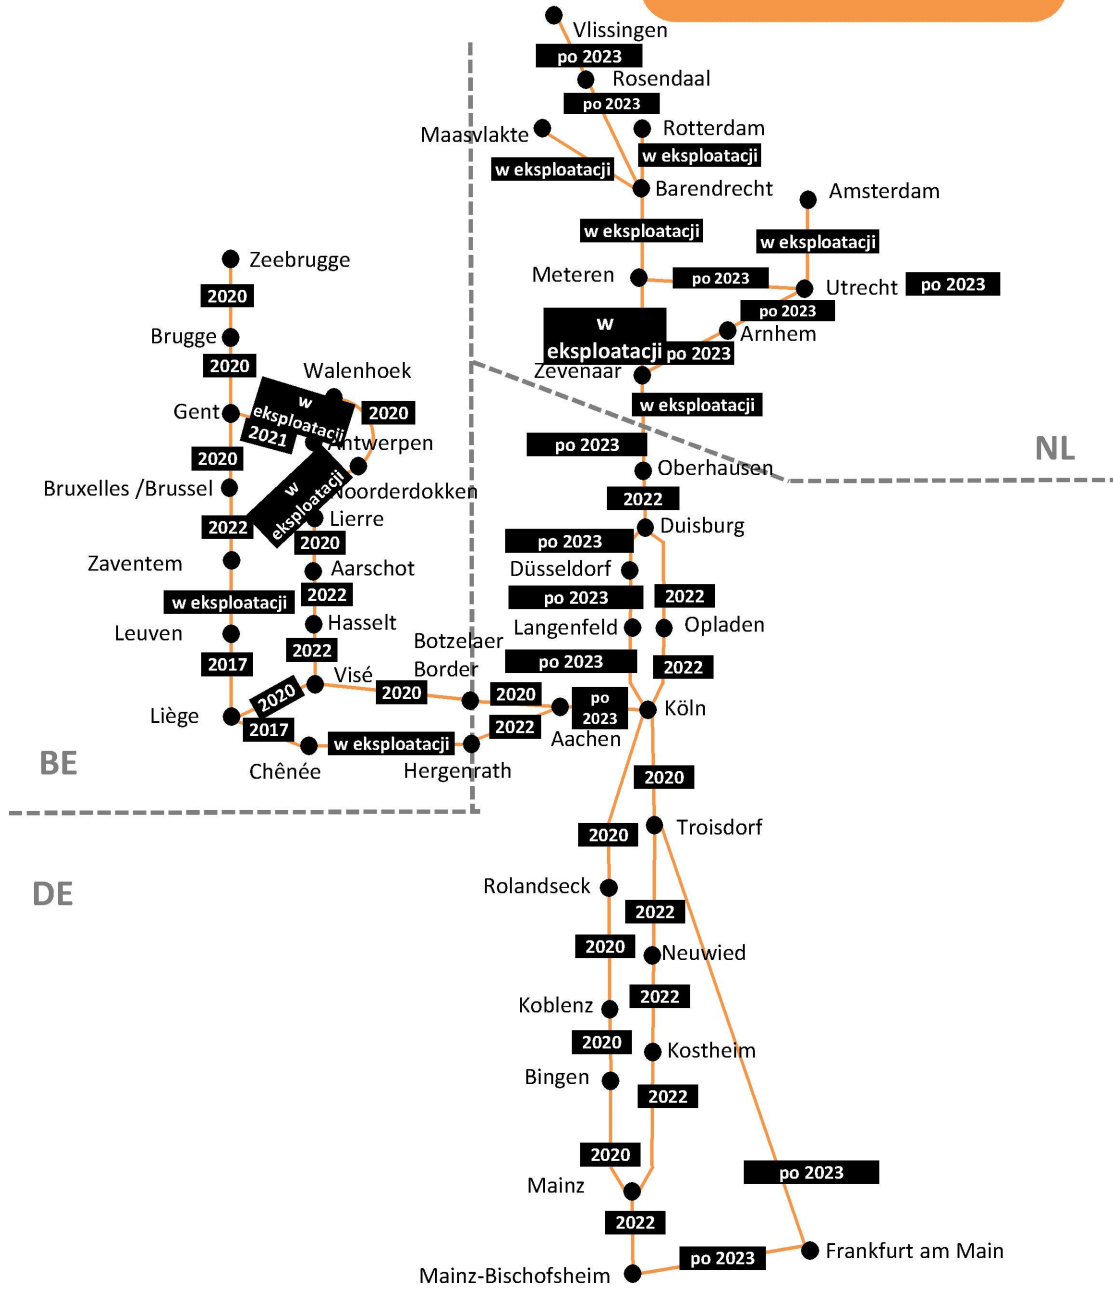 Vlissingen
po 2023
Rosendaal
po 2023
Maasvlakte
Rotterdam
w eksploatacji
w eksploatacji
Barendrecht
Amsterdam
w eksploatacji
w eksploatacji
Zeebrugge
Meteren
po 2023
Utrecht
po 2023
2020
po 2023
Brugge
w
eksploatacji
Arnhem
po 2023
2020
Walenhoek
Zevenaar
Gent
w
eksploatacji
2020
w eksploatacji
2021
Antwerpen
po 2023
NL
2020
Oberhausen
Bruxelles /Brussel
w
eksploatacji
Noorderdokken
2022
Lierre
2022
Duisburg
2020
po 2023
Zaventem
Aarschot
Düsseldorf
w eksploatacji
2022
po 2023
2022
Leuven
Hasselt
Langenfeld
Opladen
2017
2022
Botzelaer
Border
po 2023
2022
Visé
2020
2020
2020
po
2023
Köln
Liège
2017
w eksploatacji
2022
Aachen
BE
Chênée
Hergenrath
2020
2020
Troisdorf
DE
Rolandseck
2022
2020
Neuwied
2022
Koblenz
2020
Kostheim
Bingen
2022
2020
po 2023
Mainz
2022
po 2023
Frankfurt am Main
Mainz-Bischofsheim